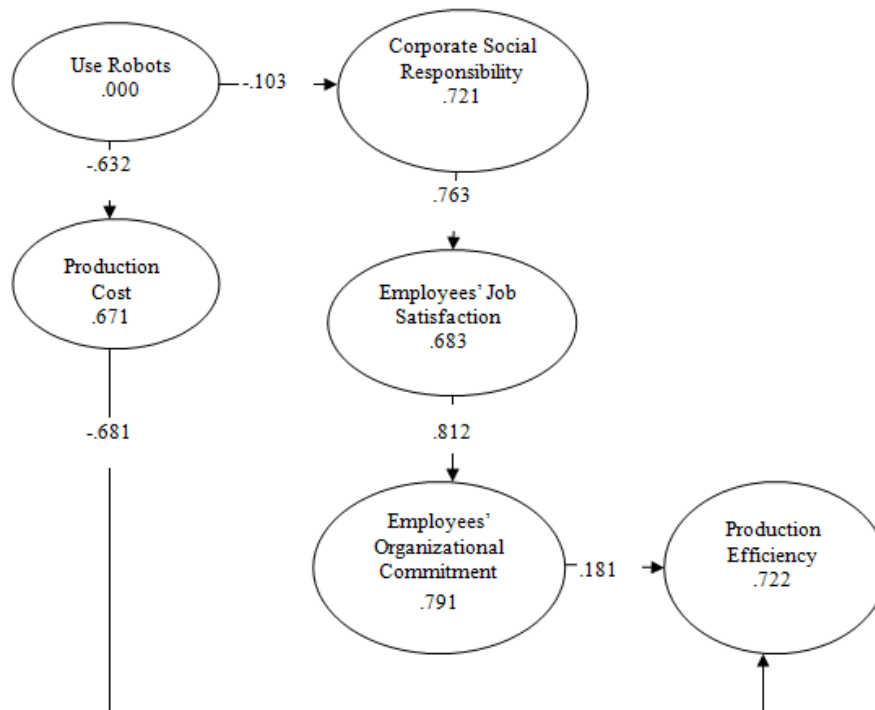 Use Robots
.000
-.103
Corporate Social
Responsibility
.721
-.632
.763
Production
Cost
.671
Employees' Job
Satisfaction
.683
-.681
.812
Employees'
Organizational
Commitment
.791
.181
Production
Efficiency
.722